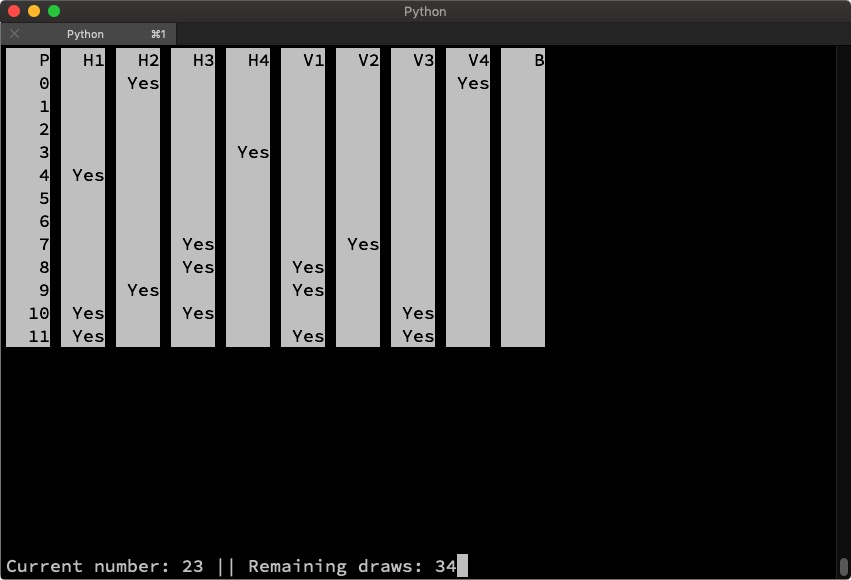 Python
Python ⌘1
P H1 H2 H3 H4 V1 V2 V3 V4 B
0 Yes Yes
1
2
3 Yes
4 Yes
5
6
7 Yes Yes
8 Yes Yes
9 Yes Yes
10 Yes Yes Yes
11 Yes Yes Yes
Current number: 23 || Remaining draws: 34